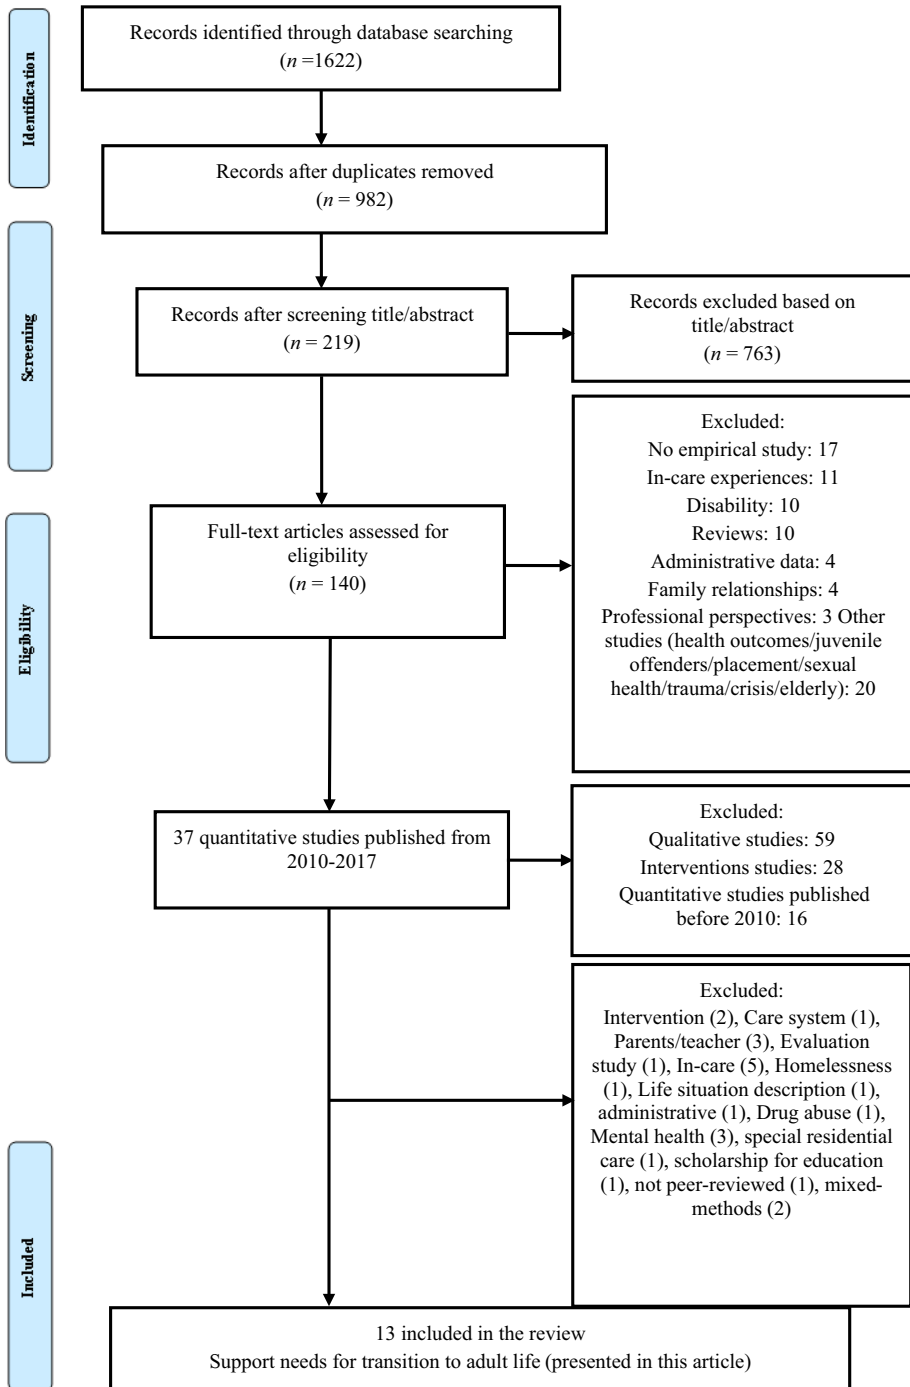 Identification
Records identified through database searching
(n =1622)
Records after duplicates removed
(n = 982)
Screening
Records after screening title/abstract
(n = 219)
Records excluded based on
title/abstract
(n = 763)
Eligibility
Full-text articles assessed for
eligibility
(n = 140)
Excluded:
No empirical study: 17
In-care experiences: 11
Disability: 10
Reviews: 10
Administrative data: 4
Family relationships: 4
Professional perspectives: 3 Other
studies (health outcomes/juvenile
offenders/placement/sexual
health/trauma/crisis/elderly): 20
37 quantitative studies published from
2010-2017
Excluded:
Qualitative studies: 59
Interventions studies: 28
Quantitative studies published
before 2010: 16
Excluded:
Intervention (2), Care system (1),
Parents/teacher (3), Evaluation
study (1), In-care (5), Homelessness
(1), Life situation description (1),
administrative (1), Drug abuse (1),
Mental health (3), special residential
care (1), scholarship for education
(1), not peer-reviewed (1), mixed-
methods (2)
Included
13 included in the review
Support needs for transition to adult life (presented in this article)